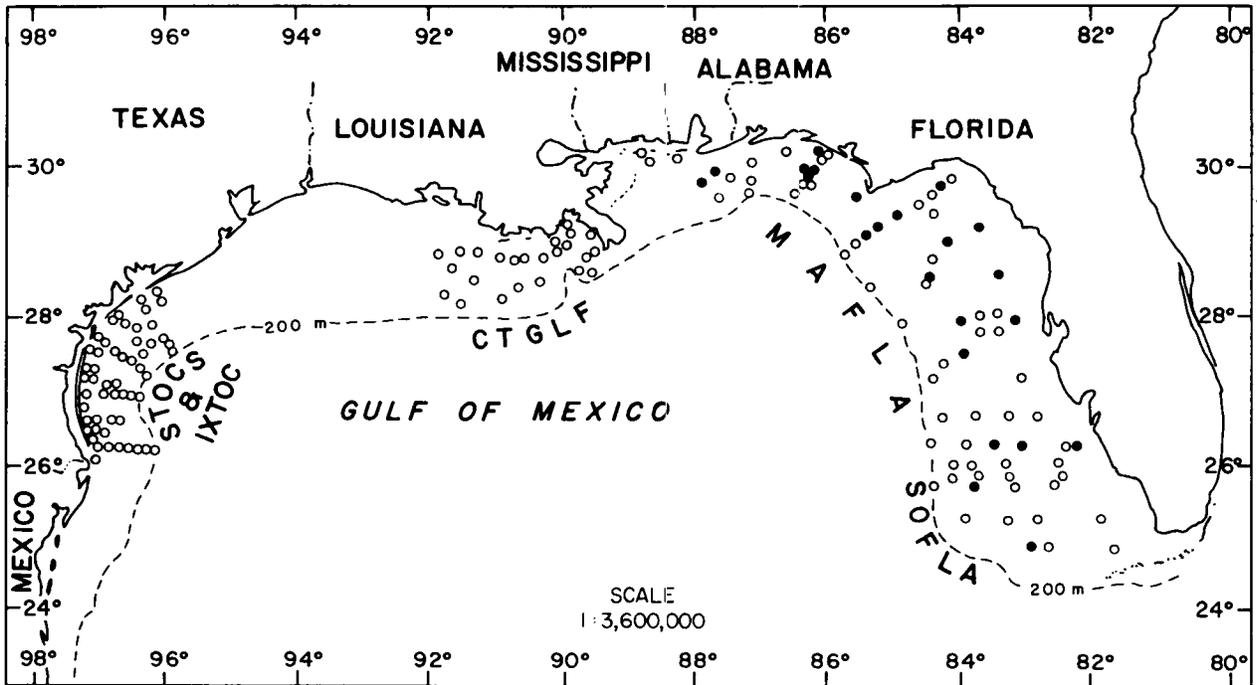 98° 96° 94° 92° 90° 88° 86° 84° 82° 80°
MISSISSIPPI
ALABAMA
TEXAS
LOUISIANA
FLORIDA
30° 30°
MAFLA
28° 28°
200 m
CTGLF
STOCS
&
IXTOC
GULF OF MEXICO
26° 26°
SOFLA
MEXICO
200 m
SCALE
1:3,600,000
24° 24°
98° 96° 94° 92° 90° 88° 86° 84° 82° 80°